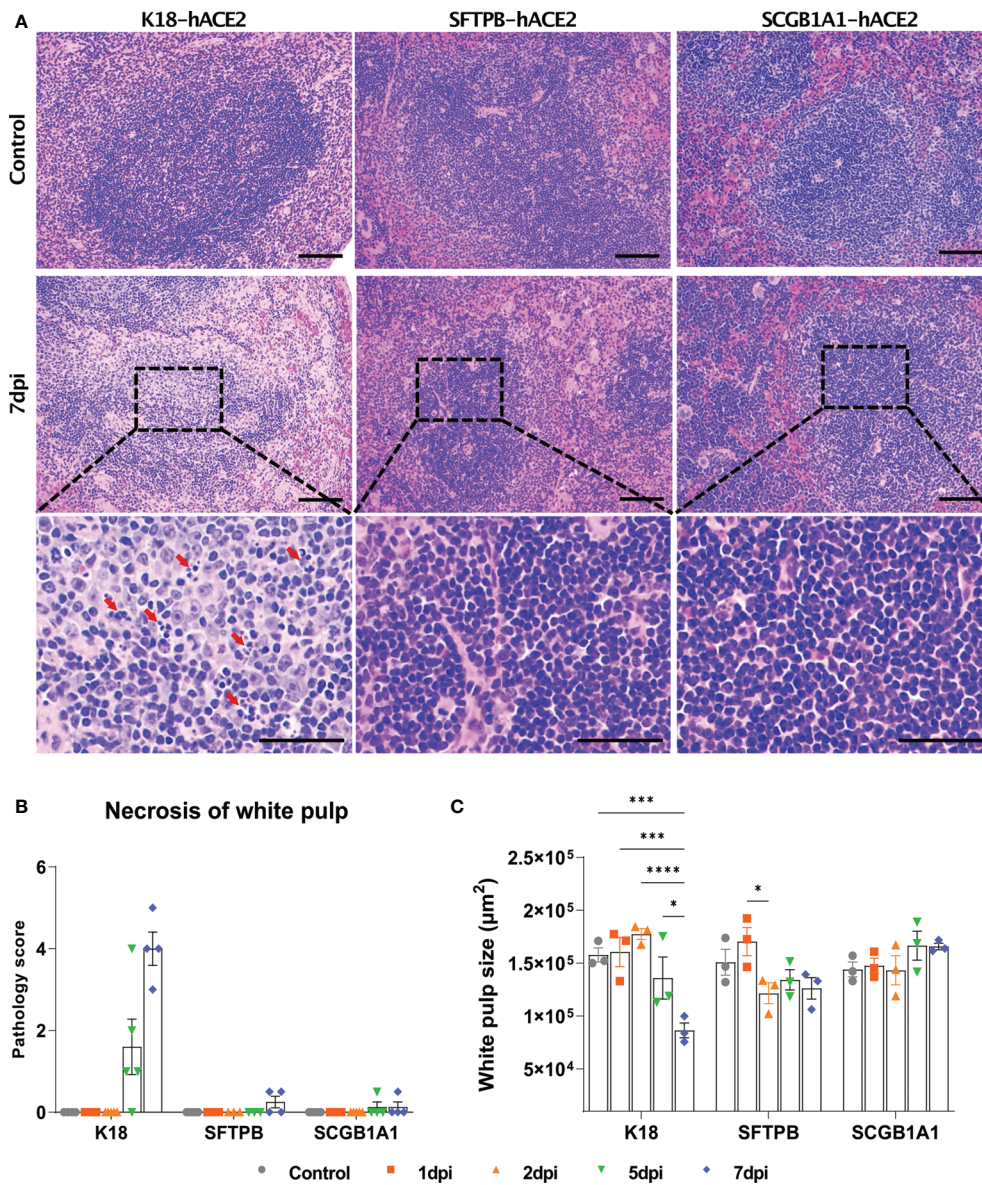 A
K18-hACE2
SFTPB-hACE2
SCGB1A1-hACE2
Control
7dpi
B
Necrosis of white pulp
Pathology score
6
4
2
0
K18
SFTPB
SCGB1A1
C
***
***
****
*
*
White pulp size (µm²)
2.5×10⁵
2×10⁵
1.5×10⁵
1×10⁵
5×10⁴
K18
SFTPB
SCGB1A1
Control
1dpi
2dpi
5dpi
7dpi